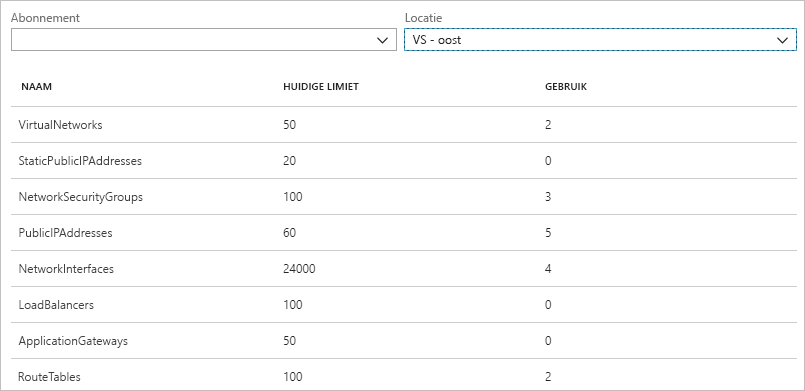 Abonnement Locatie
VS - oost
NAAM HUIDIGE LIMIET GEBRUIK
VirtualNetworks 50 2
StaticPublicIPAddresses 20 0
NetworkSecurityGroups 100 3
PublicIPAddresses 60 5
NetworkInterfaces 24000 4
LoadBalancers 100 0
ApplicationGateways 50 0
RouteTables 100 2